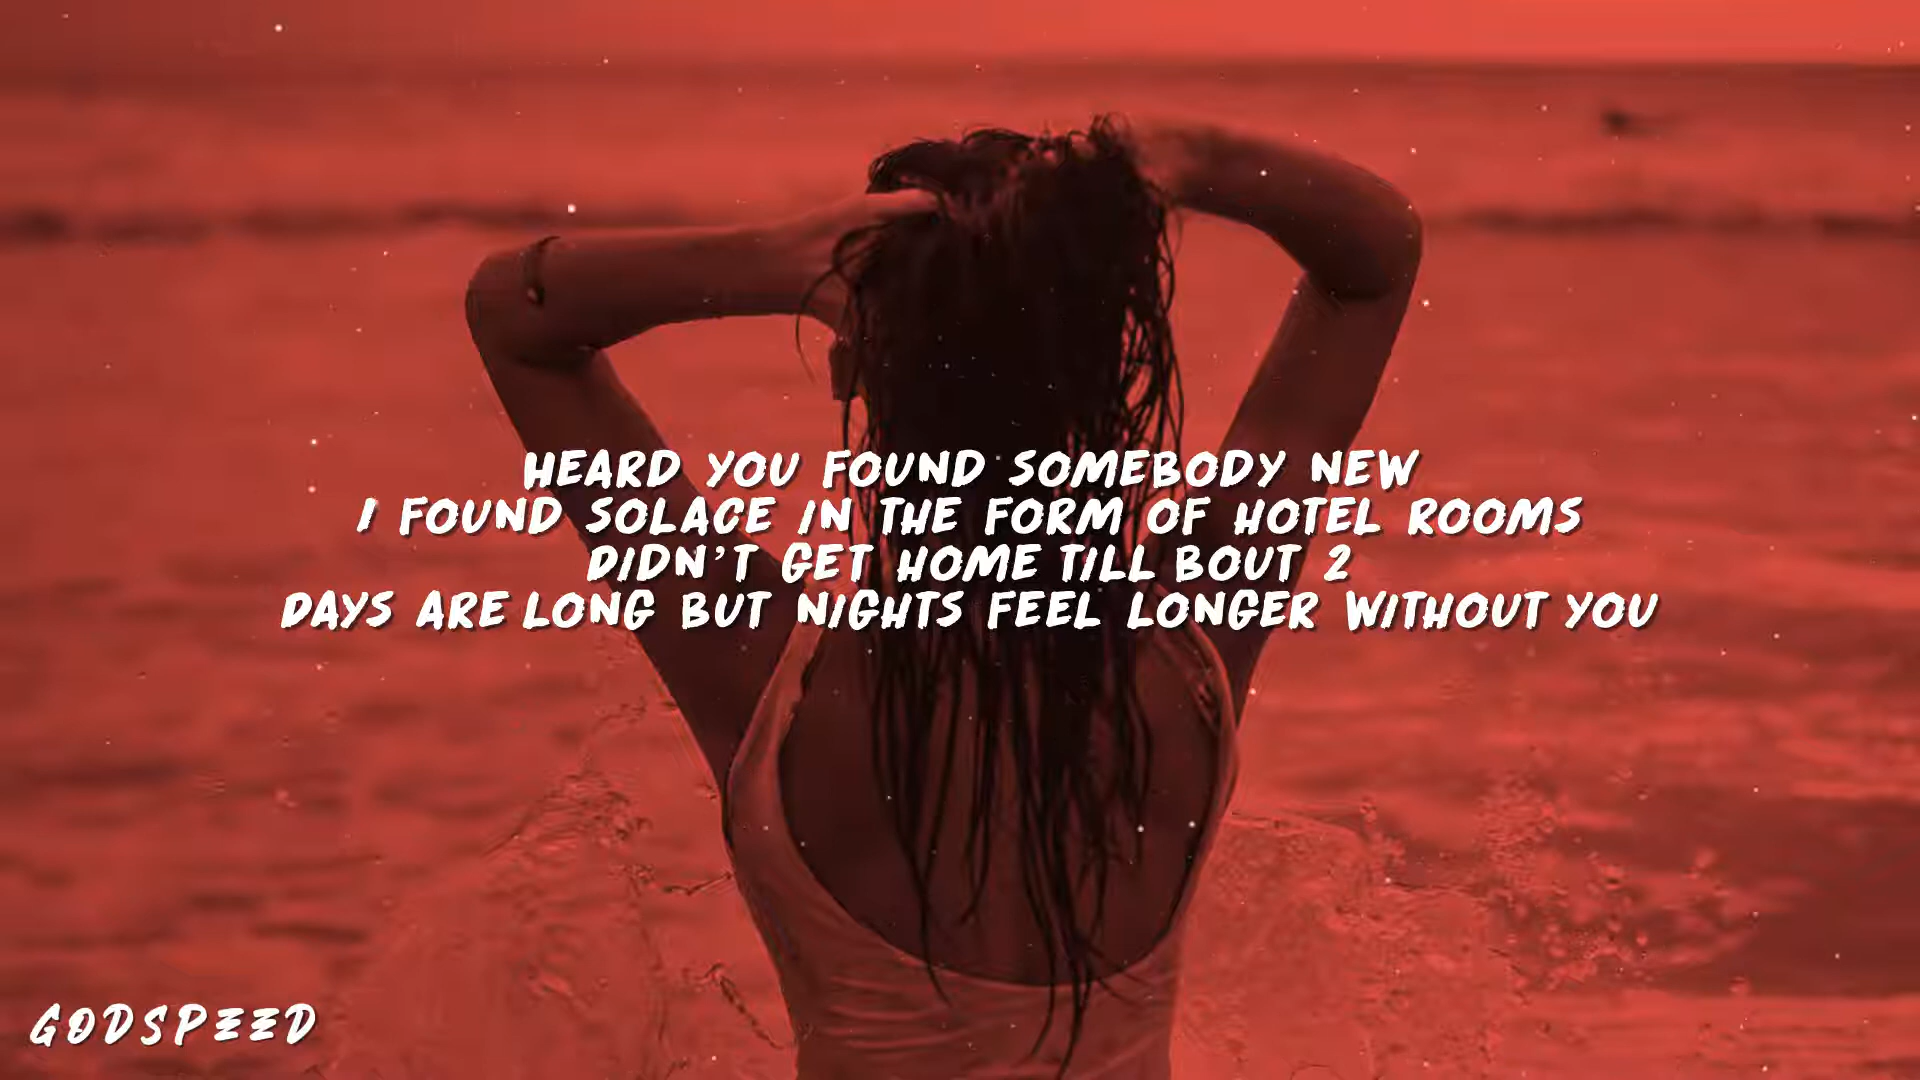 HEARD YOU FOUND SOMEBODY NEW
I FOUND SOLACE IN THE FORM OF HOTEL ROOMS
DIDN'T GET HOME TILL BOUT 2
DAYS ARE LONG BUT NIGHTS FEEL LONGER WITHOUT YOU
GODSPEED